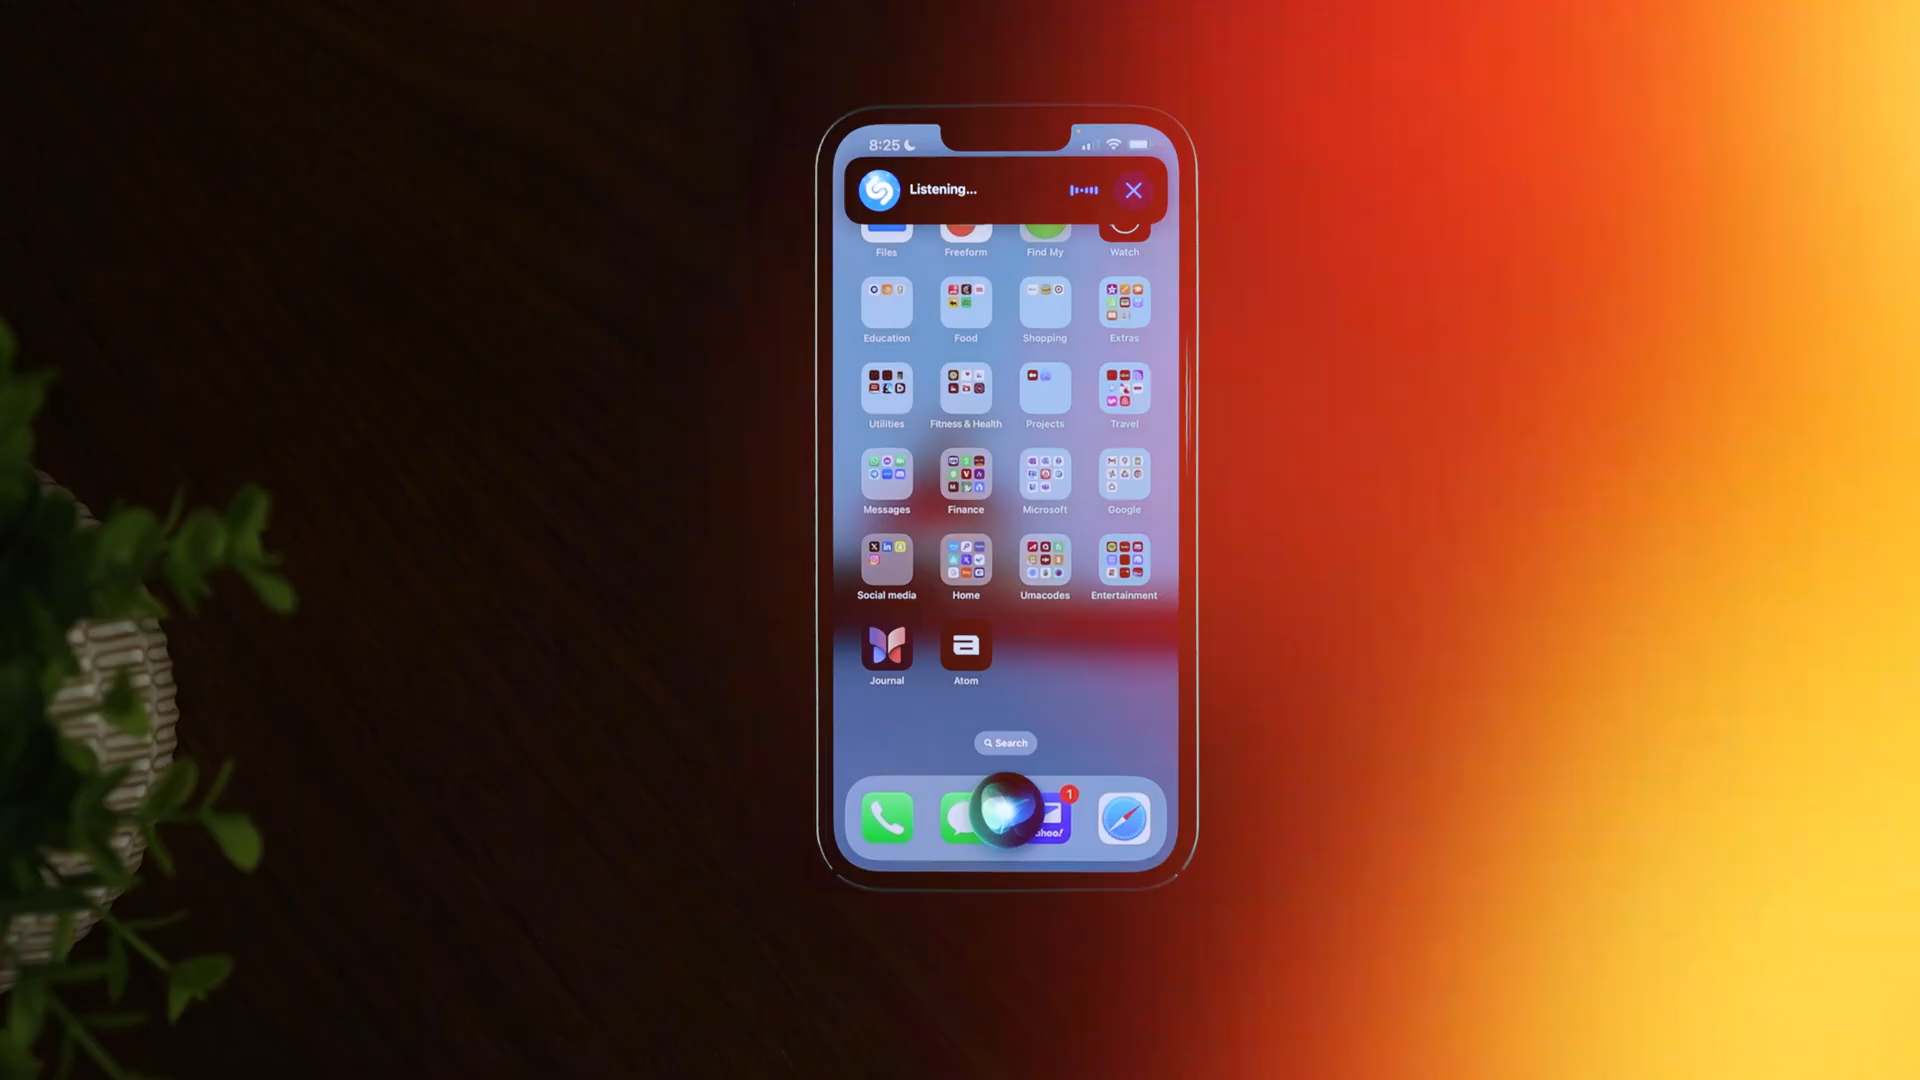 8:25
Listening...
Files Freeform Find My Watch
Education Food Shopping Extras
Utilities Fitness & Health Projects Travel
Messages Finance Microsoft Google
Social media Home Umacodes Entertainment
Journal Atom
Search
1
ahoo!